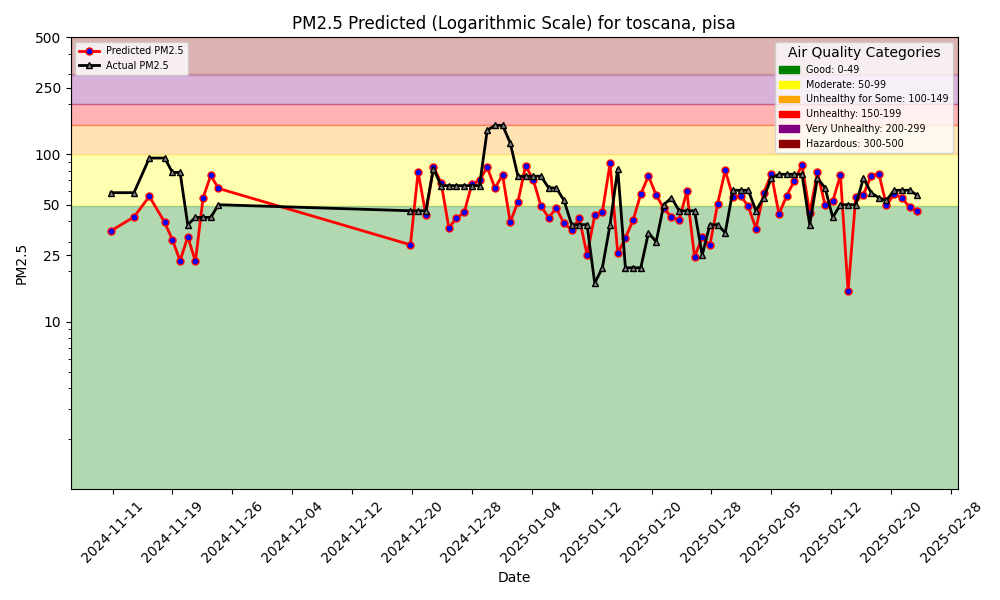 PM2.5 Predicted (Logarithmic Scale) for toscana, pisa
Predicted PM2.5
Actual PM2.5
Air Quality Categories
Good: 0-49
Moderate: 50-99
Unhealthy for Some: 100-149
Unhealthy: 150-199
Very Unhealthy: 200-299
Hazardous: 300-500
PM2.5
500
250
100
50
25
10
2024-11-11
2024-11-19
2024-11-26
2024-12-04
2024-12-12
2024-12-20
2024-12-28
2025-01-04
2025-01-12
2025-01-20
2025-01-28
2025-02-05
2025-02-12
2025-02-20
2025-02-28
Date